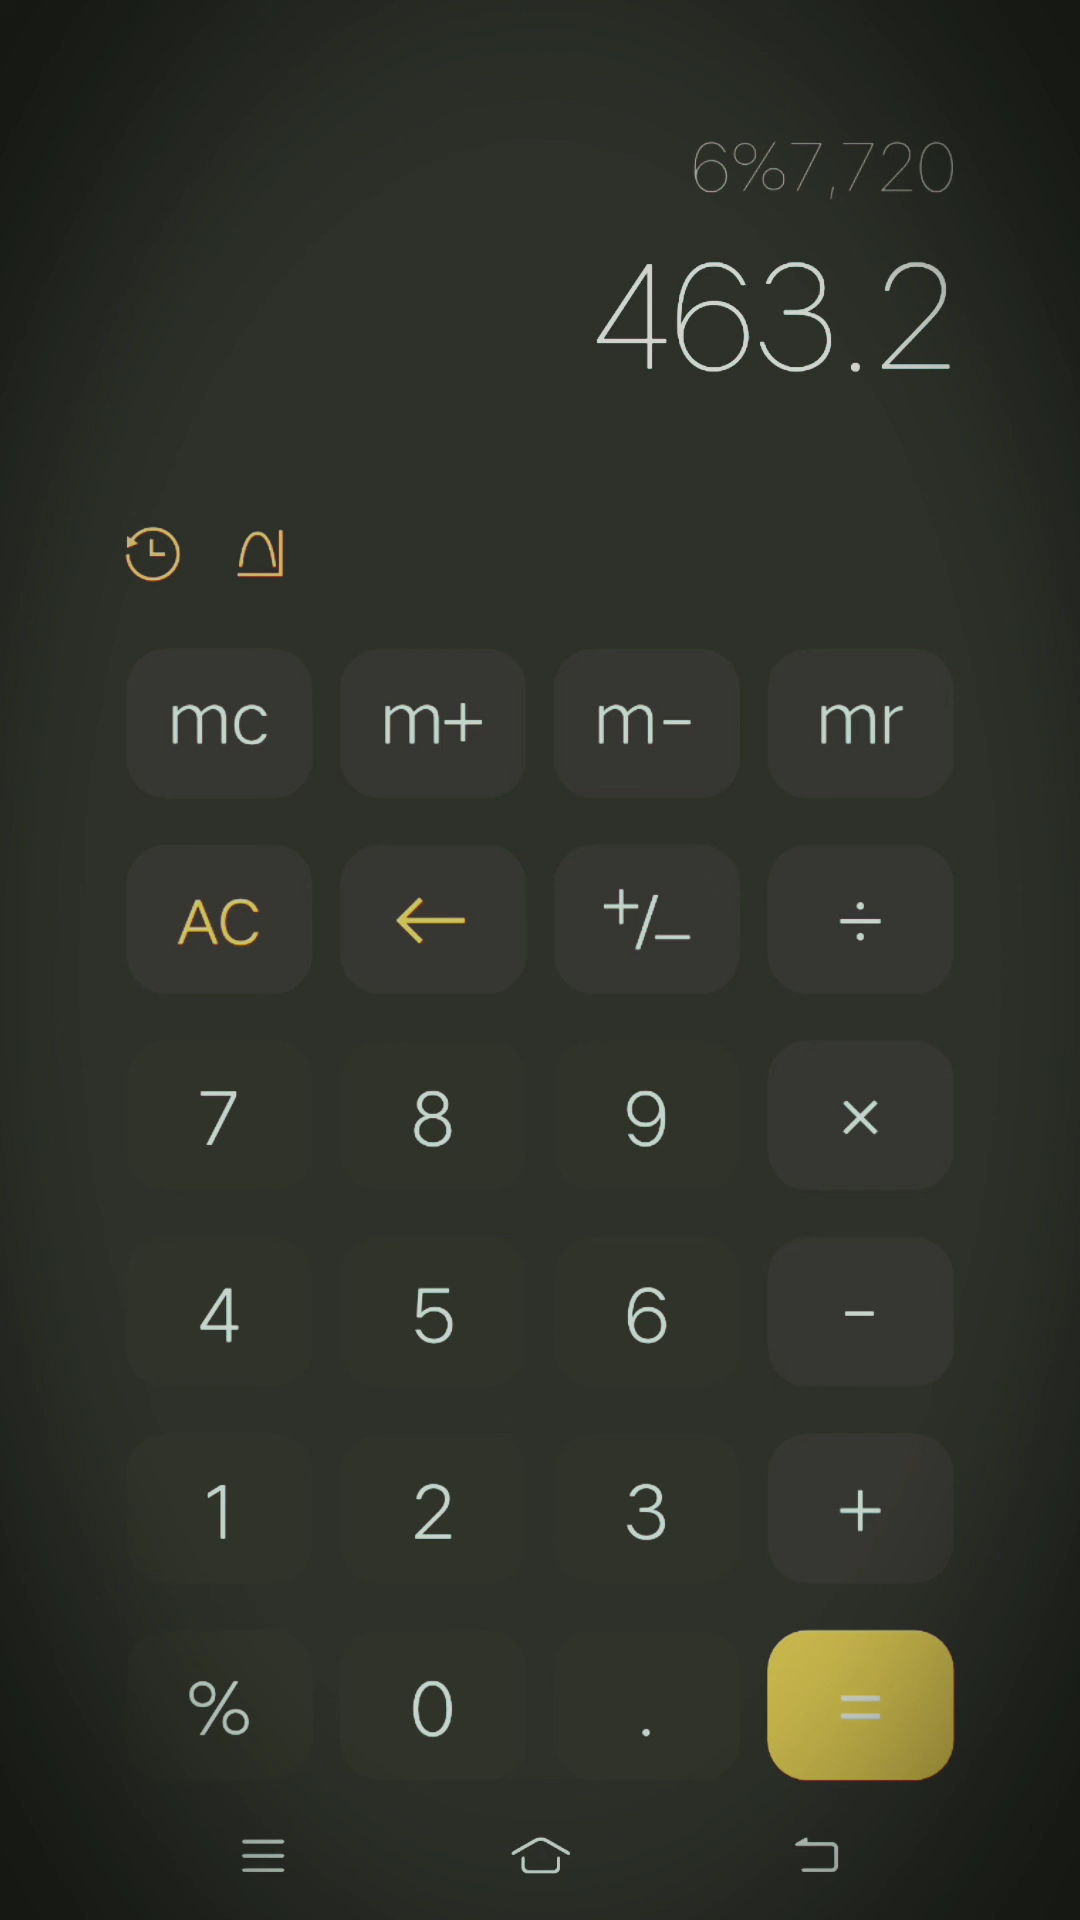 6%7,720
463.2
mc m+ m- mr
AC ← +/- ÷
7 8 9 ×
4 5 6 -
1 2 3 +
% 0 . =